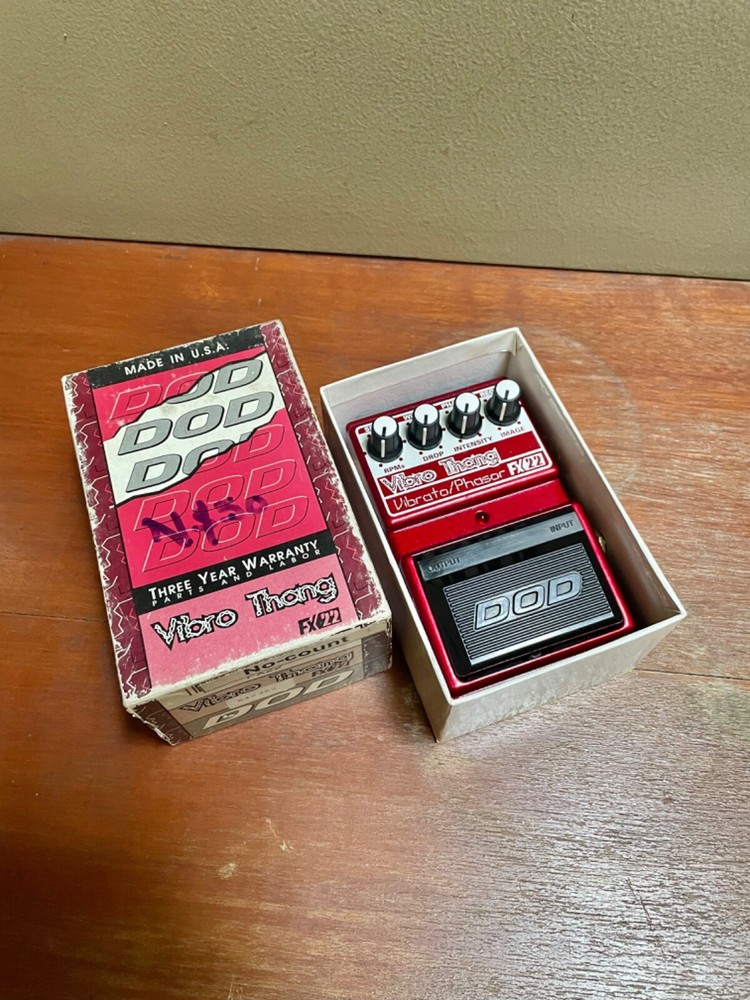 MADE IN U.S.A.
DOD
DOD
DOD
DOD
DOD
THREE YEAR WARRANTY
PARTS AND LABOR
Vibro Thang
FX22
No-count
Vibro Thang
FX22
DOD
RPMs DROP INTENSITY IMAGE
Vibro Thang
Vibrato/Phasor FX22
OUTPUT INPUT
DOD